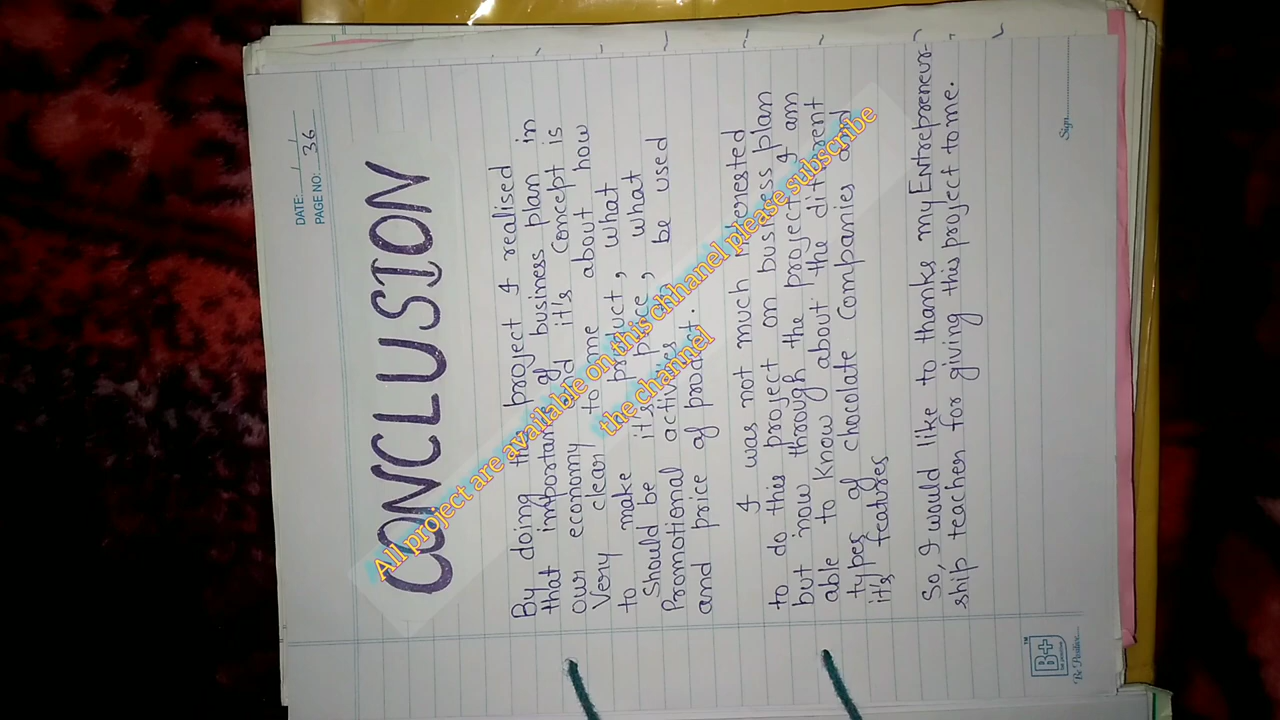 DATE: / /
PAGE NO: 36
CONCLUSION
By doing this project I realised
that importance of business plan in
our economy and it's concept is
Very clear to me about how
to make it's product, what
Should be it's price, what
Promotional activities be used
and price of product.
I was not much interested
to do this project on business plan
but now through the project I am
able to know about the different
types of chocolate Companies and
it's features
So, I would like to thanks my Entrepreneur-
ship teacher for giving this project to me.
Sign
B+
Be Positive
All project are available on this chhanel please subscribe
the channel